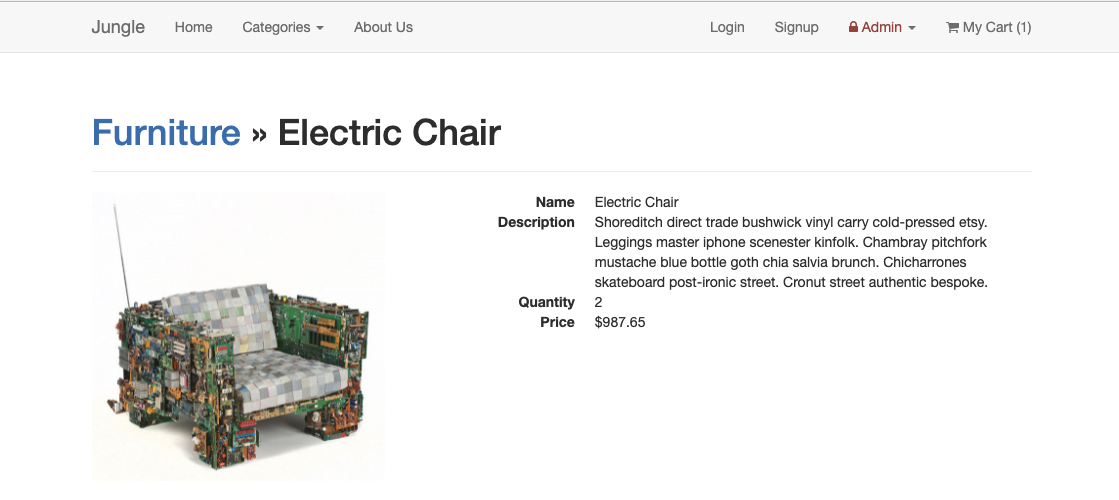 Jungle Home Categories About Us Login Signup Admin My Cart (1)
Furniture » Electric Chair
Name Electric Chair
Description Shoreditch direct trade bushwick vinyl carry cold-pressed etsy.
Leggings master iphone scenester kinfolk. Chambray pitchfork
mustache blue bottle goth chia salvia brunch. Chicharrones
skateboard post-ironic street. Cronut street authentic bespoke.
Quantity 2
Price $987.65